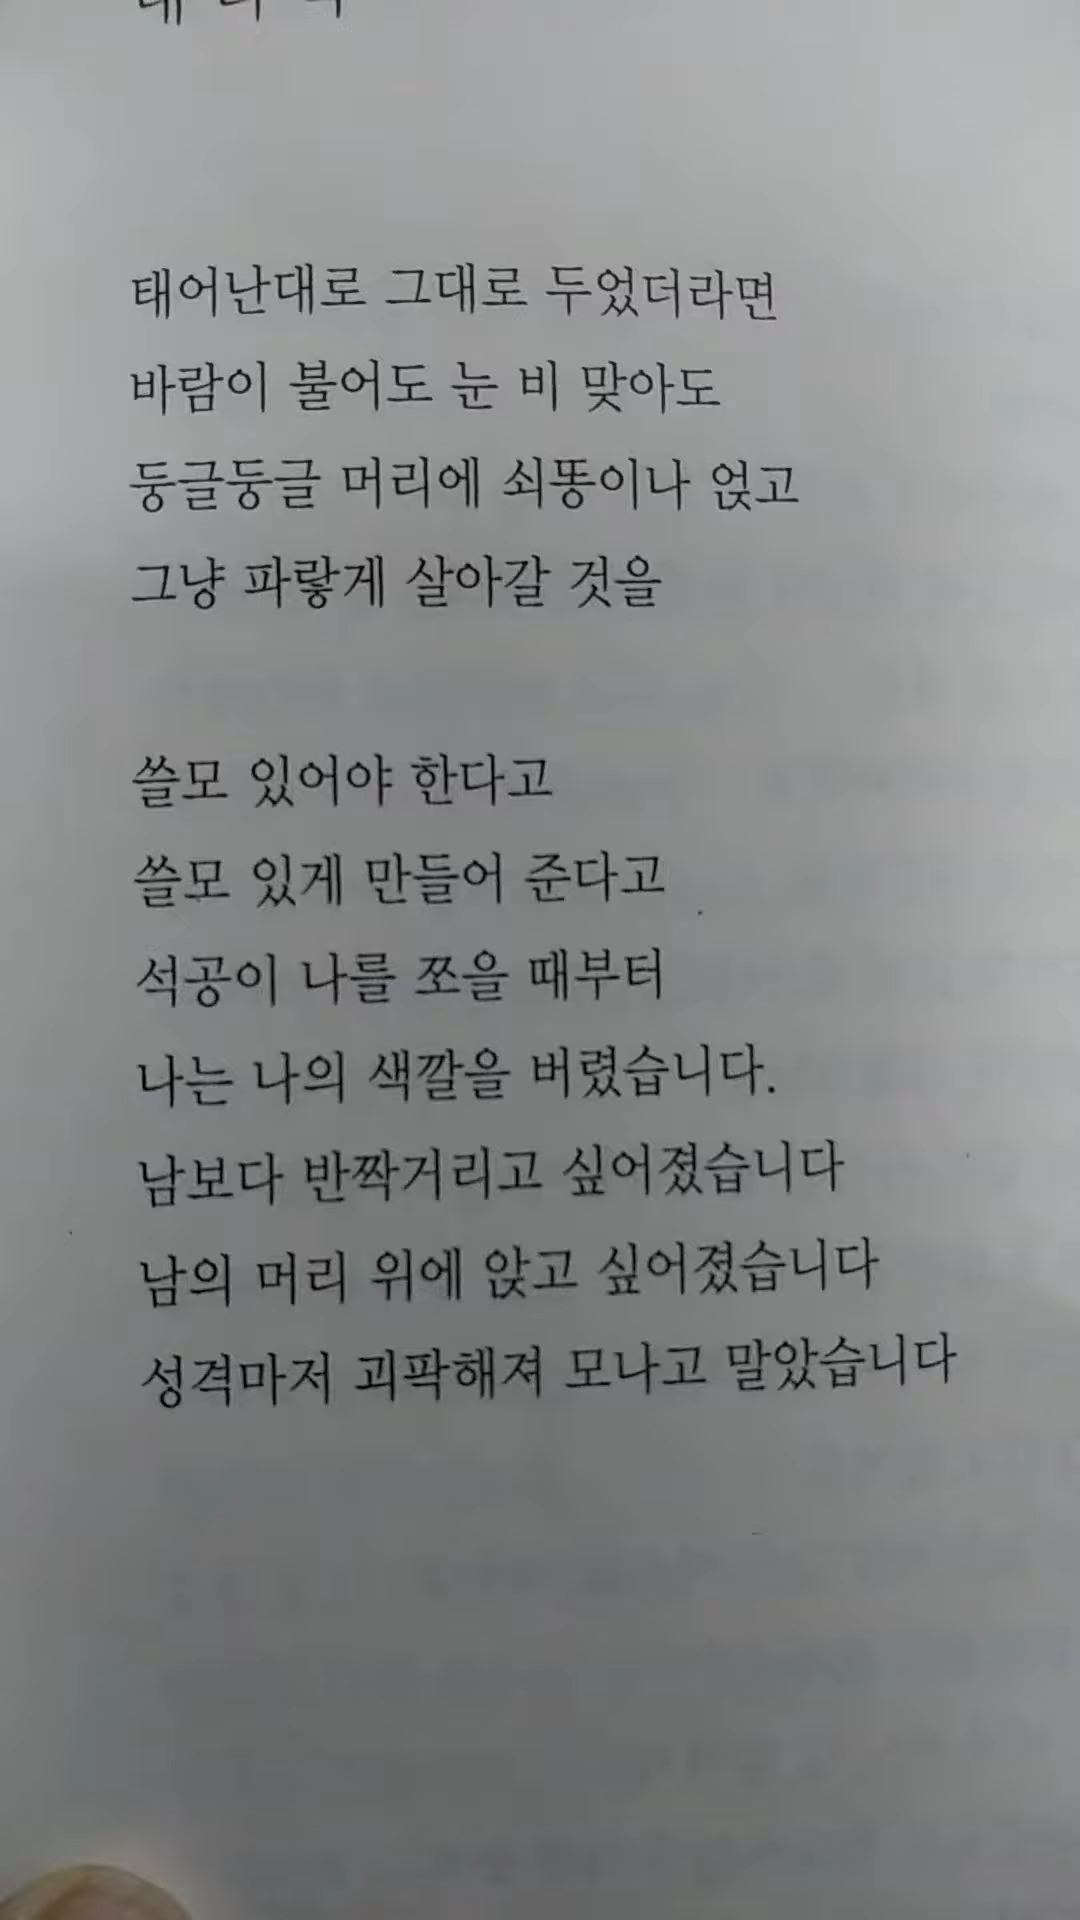 태어난대로 그대로 두었더라면
바람이 불어도 눈 비 맞아도
둥글둥글 머리에 쇠똥이나 얹고
그냥 파랗게 살아갈 것을
쓸모 있어야 한다고
쓸모 있게 만들어 준다고
석공이 나를 쪼을 때부터
나는 나의 색깔을 버렸습니다.
남보다 반짝거리고 싶어졌습니다
남의 머리 위에 앉고 싶어졌습니다
성격마저 괴팍해져 모나고 말았습니다